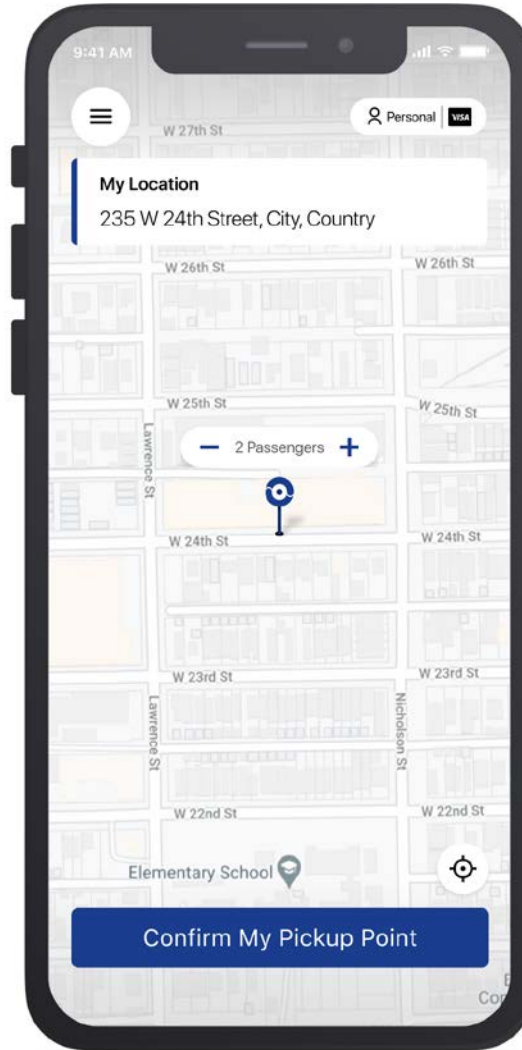 9:41 AM
Personal VISA
W 27th St
My Location
235 W 24th Street, City, Country
W 26th St
W 26th St
W 25th St
W 25th St
Lawrence St
2 Passengers
W 24th St
W 24th St
W 23rd St
W 23rd St
Lawrence St
Nicholson St
W 22nd St
W 22nd St
Elementary School
Confirm My Pickup Point